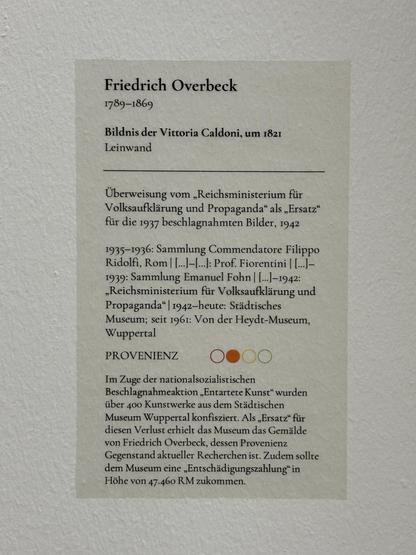 Friedrich Overbeck
1789–1869
Bildnis der Vittoria Caldoni, um 1821
Leinwand
Überweisung vom „Reichsministerium für
Volksaufklärung und Propaganda“ als „Ersatz“
für die 1937 beschlagnahmten Bilder, 1942
1935–1936: Sammlung Commendatore Filippo
Ridolfi, Rom | [...]–[...]: Prof. Fiorentini | [...]–
1939: Sammlung Emanuel Fohn | [...]–1942:
„Reichsministerium für Volksaufklärung und
Propaganda“ | 1942–heute: Städtisches
Museum; seit 1961: Von der Heydt-Museum,
Wuppertal
PROVENIENZ
Im Zuge der nationalsozialistischen
Beschlagnahmeaktion „Entartete Kunst“ wurden
über 400 Kunstwerke aus dem Städtischen
Museum Wuppertal konfisziert. Als „Ersatz“ für
diesen Verlust erhielt das Museum das Gemälde
von Friedrich Overbeck, dessen Provenienz
Gegenstand aktueller Recherchen ist. Zudem sollte
dem Museum eine „Entschädigungszahlung“ in
Höhe von 47.460 RM zukommen.